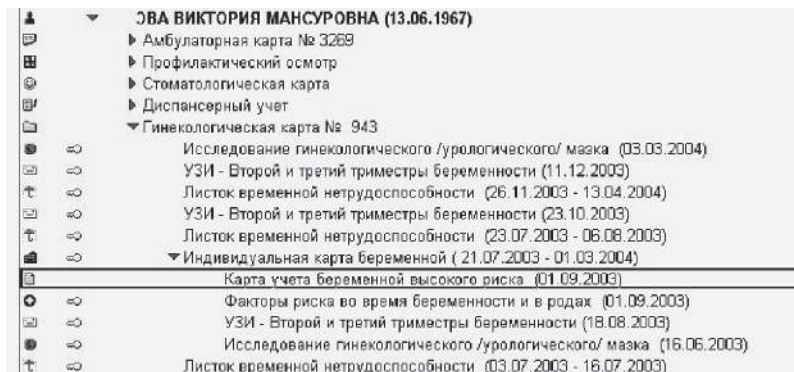 ЭВА ВИКТОРИЯ МАНСУРОВНА (13.06.1967)
Амбулаторная карта № 3269
Профилактический осмотр
Стоматологическая карта
Диспансерный учет
Гинекологическая карта № 943
Исследование гинекологического /урологического/ мазка (03.03.2004)
УЗИ - Второй и третий триместры беременности (11.12.2003)
Листок временной нетрудоспособности (26.11.2003 - 13.04.2004)
УЗИ - Второй и третий триместры беременности (23.10.2003)
Листок временной нетрудоспособности (23.07.2003 - 06.08.2003)
Индивидуальная карта беременной ( 21.07.2003 - 01.03.2004)
Карта учета беременной высокого риска (01.09.2003)
Факторы риска во время беременности и в родах (01.09.2003)
УЗИ - Второй и третий триместры беременности (18.08.2003)
Исследование гинекологического /урологического/ мазка (16.06.2003)
Листок временной нетрудоспособности (03.07.2003 - 16.07.2003)